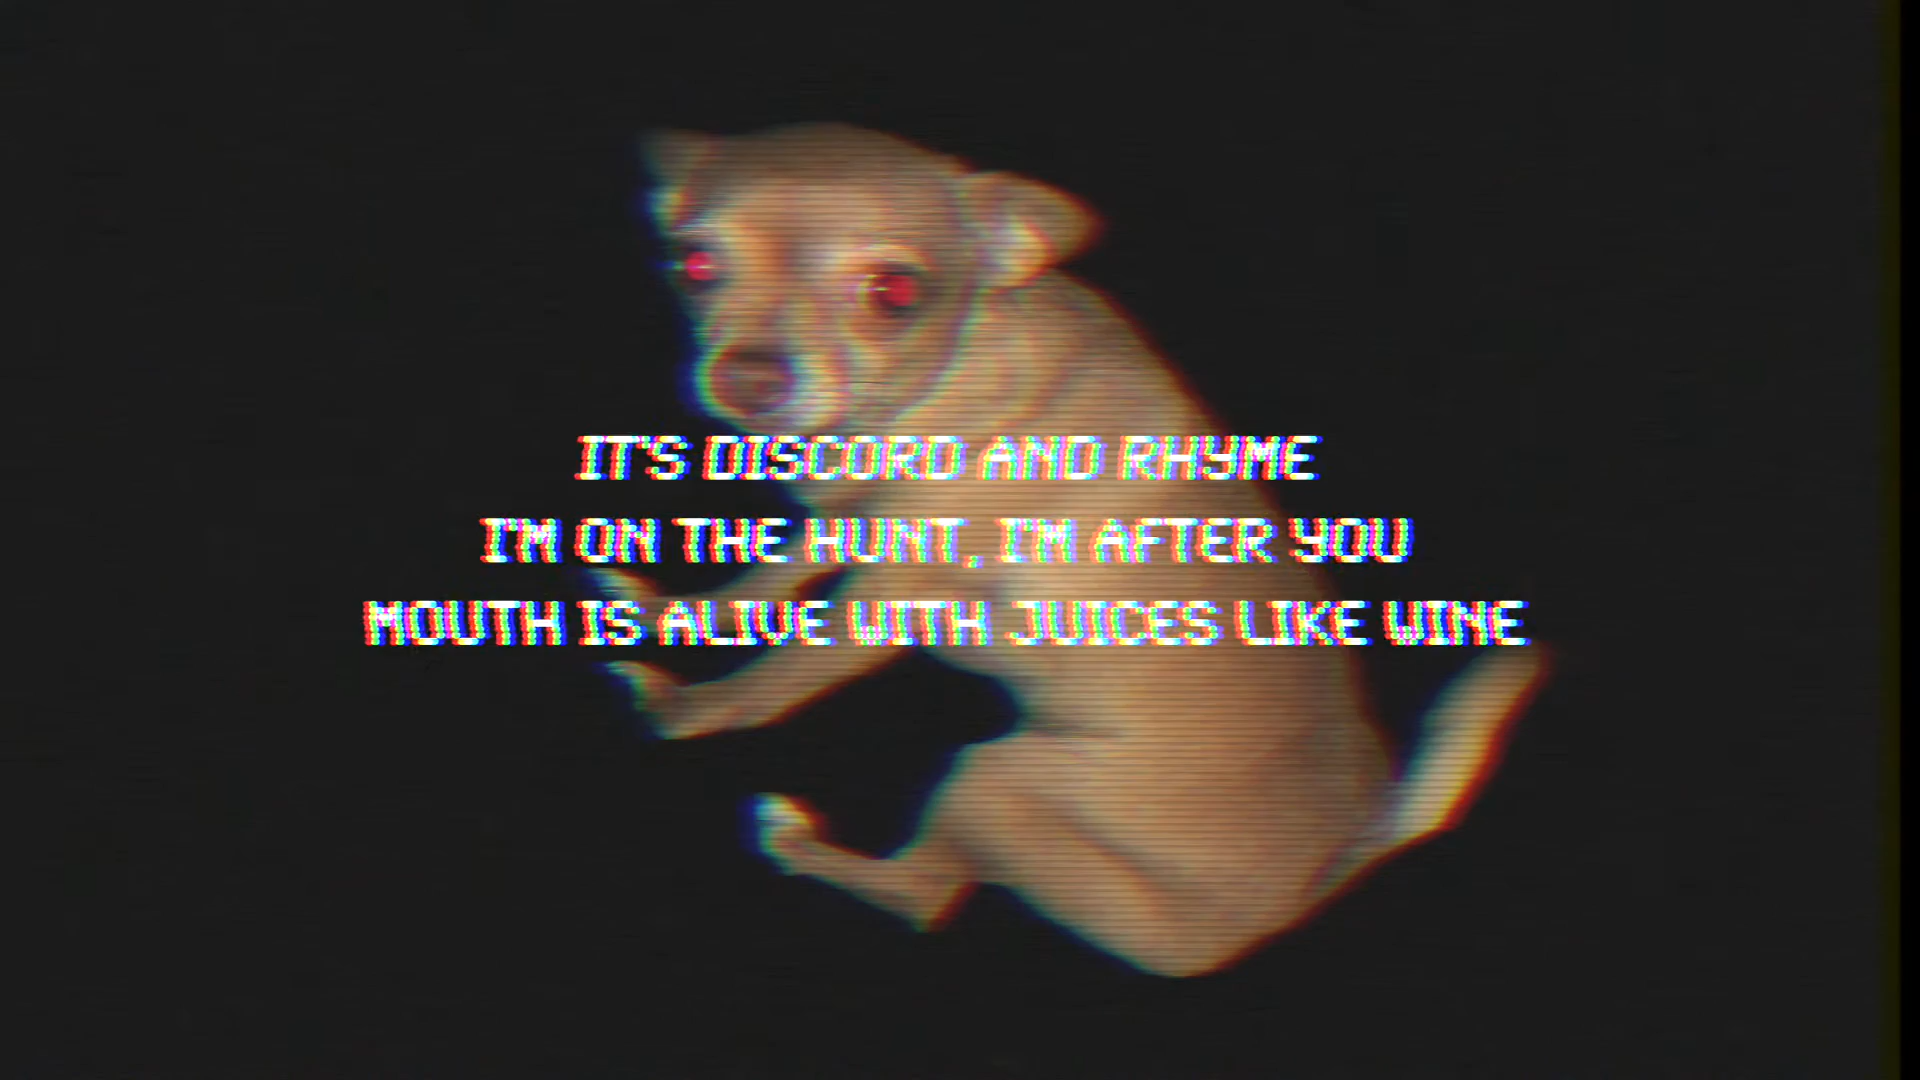 IT'S DISCORD AND RHYME
I'M ON THE HUNT, I'M AFTER YOU
MOUTH IS ALIVE WITH JUICES LIKE WINE